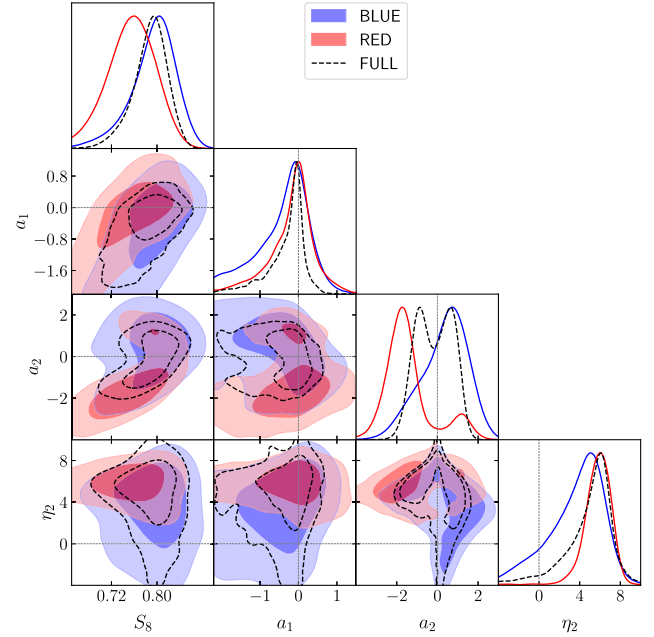 BLUE
RED
FULL
0.8
0.0
−0.8
−1.6
a₁
2
0
−2
a₂
8
4
0
η₂
0.72 0.80
−1 0 1
−2 0 2
0 4 8
S₈ a₁ a₂ η₂